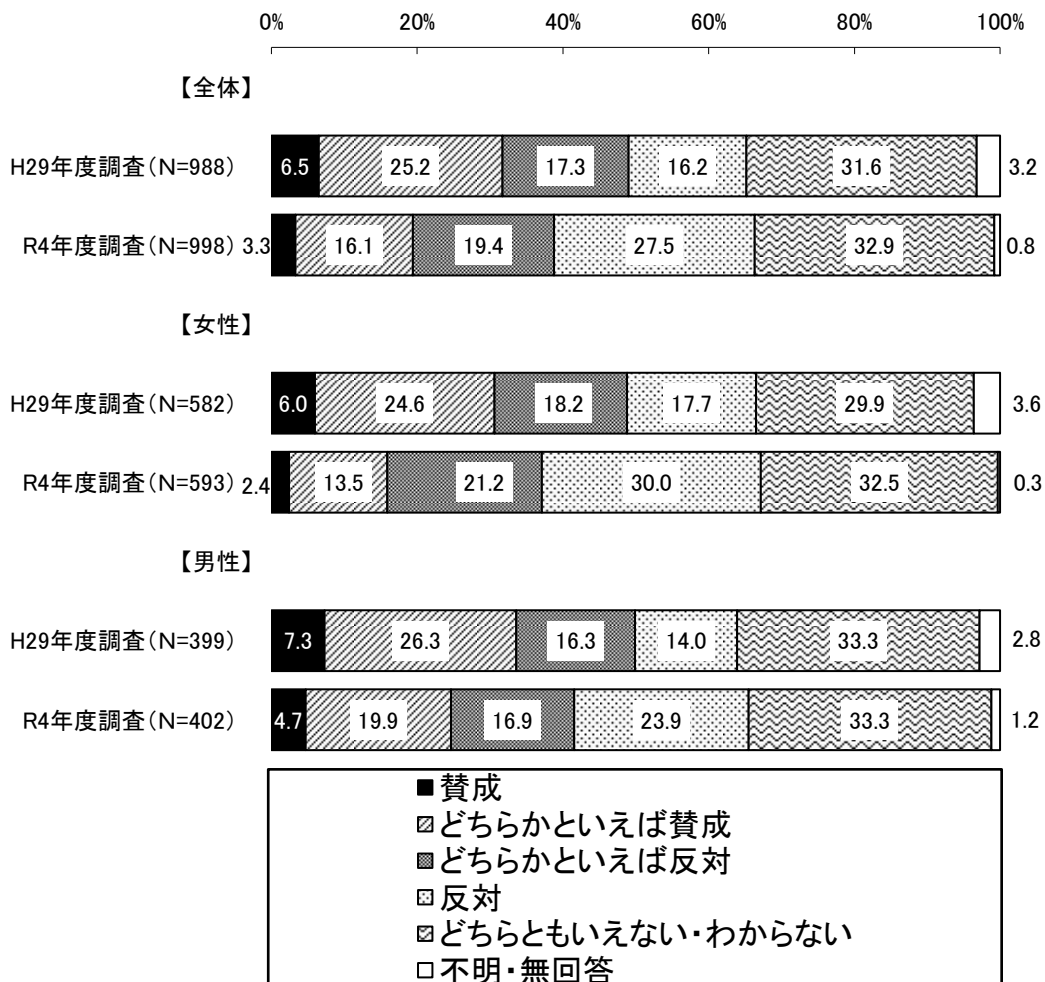 0% 20% 40% 60% 80% 100%
【全体】
H29年度調査(N=988) 6.5 25.2 17.3 16.2 31.6 3.2
R4年度調査(N=998) 3.3 16.1 19.4 27.5 32.9 0.8
【女性】
H29年度調査(N=582) 6.0 24.6 18.2 17.7 29.9 3.6
R4年度調査(N=593) 2.4 13.5 21.2 30.0 32.5 0.3
【男性】
H29年度調査(N=399) 7.3 26.3 16.3 14.0 33.3 2.8
R4年度調査(N=402) 4.7 19.9 16.9 23.9 33.3 1.2
賛成
どちらかといえば賛成
どちらかといえば反対
反対
どちらともいえない・わからない
不明・無回答